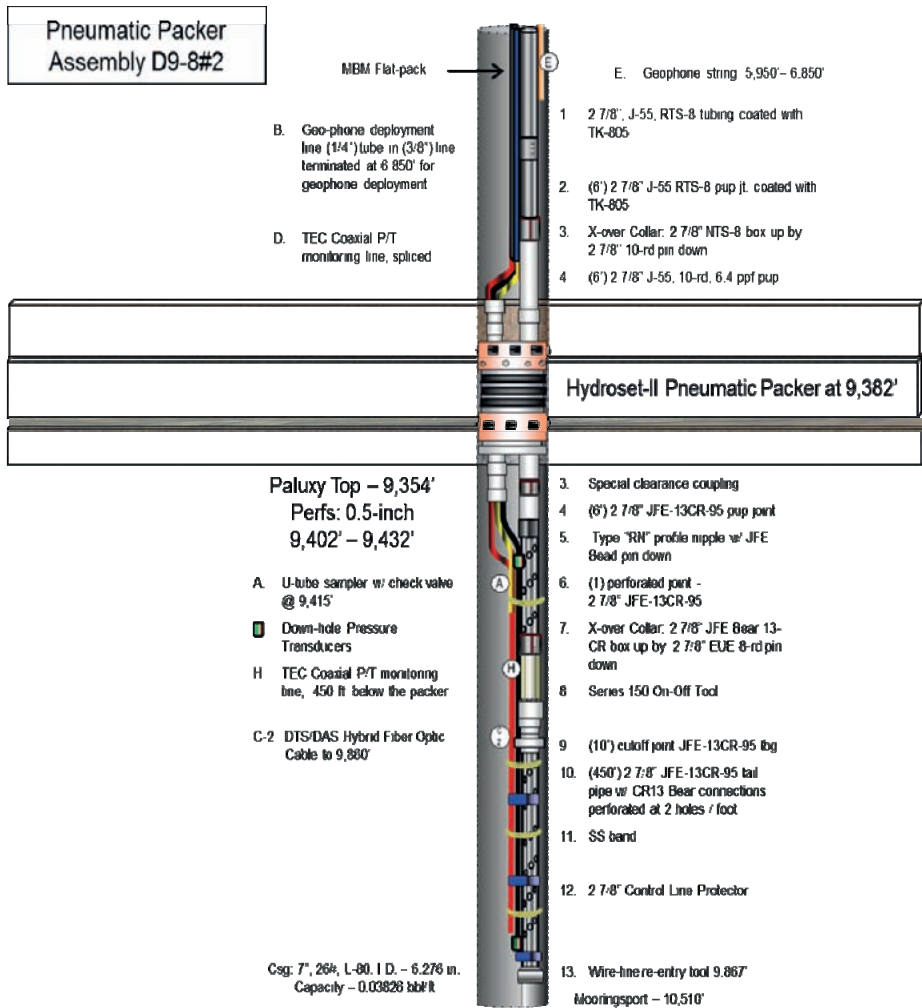 Pneumatic Packer
Assembly D9-8#2
MBM Flat-pack
E
E. Geophone string 5,950' – 6.850'
B. Geo-phone deployment
line (1/4") tube in (3/8") line
terminated at 6 850' for
geophone deployment
D. TEC Coaxial P/T
monitoring line, spliced
1 2 7/8", J-55, RTS-8 tubing coated with
TK-805
2. (6') 2 7/8" J-55 RTS-8 pup jt. coated with
TK-805
3. X-over Collar: 2 7/8" NTS-8 box up by
2 7/8" 10-rd pin down
4 (6') 2 7/8" J-55, 10-rd, 6.4 ppf pup
Hydroset-II Pneumatic Packer at 9,382'
Paluxy Top – 9,354'
Perfs: 0.5-inch
9,402' – 9,432'
A. U-tube sampler w/ check valve
@ 9,415'
Down-hole Pressure
Transducers
H TEC Coaxial P/T monitoring
line, 450 ft below the packer
C-2 DTS/DAS Hybrid Fiber Optic
Cable to 9,860'
A
H
C-2
3. Special clearance coupling
4 (6') 2 7/8" JFE-13CR-95 pup joint
5. Type "RN" profile nipple w/ JFE
Bead pin down
6. (1) perforated joint -
2 7/8" JFE-13CR-95
7. X-over Collar: 2 7/8" JFE Bear 13-
CR box up by 2 7/8" EUE 8-rd pin
down
8 Series 150 On-Off Tool
9 (10') cutoff joint JFE-13CR-95 tbg
10. (450') 2 7/8" JFE-13CR-95 tail
pipe w/ CR13 Bear connections
perforated at 2 holes / foot
11. SS band
12. 2 7/8" Control Line Protector
13. Wire-line re-entry tool 9.867'
Csg: 7", 26#, L-80. I D. – 6.276 in.
Capacity – 0.03826 bbl/ft
Mooringsport – 10,510'